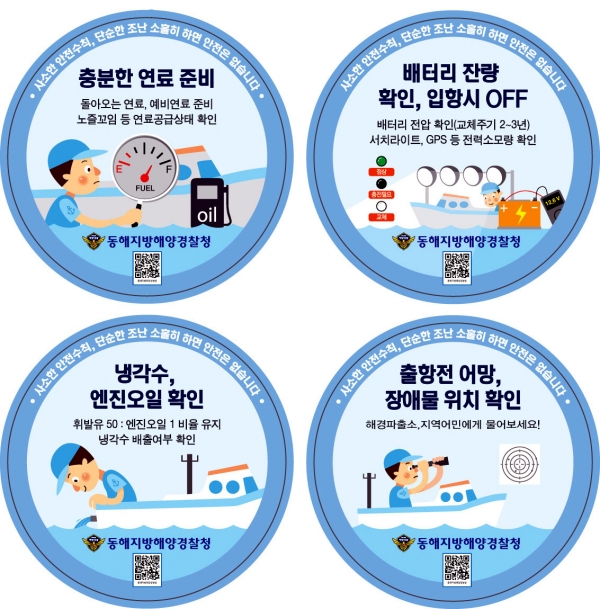 사소한 안전수칙, 단순한 조난 소홀히 하면 안전은 없습니다
충분한 연료 준비
돌아오는 연료, 예비연료 준비
노즐꼬임 등 연료공급상태 확인
E F
FUEL
oil
동해지방해양경찰청
사소한 안전수칙, 단순한 조난 소홀히 하면 안전은 없습니다
배터리 잔량
확인, 입항시 OFF
배터리 전압 확인(교체주기 2~3년)
서치라이트, GPS 등 전력소모량 확인
정상
충전필요
교체
12.6 V
동해지방해양경찰청
사소한 안전수칙, 단순한 조난 소홀히 하면 안전은 없습니다
냉각수,
엔진오일 확인
휘발유 50 : 엔진오일 1 비율 유지
냉각수 배출여부 확인
동해지방해양경찰청
사소한 안전수칙, 단순한 조난 소홀히 하면 안전은 없습니다
출항전 어망,
장애물 위치 확인
해경파출소,지역어민에게 물어보세요!
동해지방해양경찰청